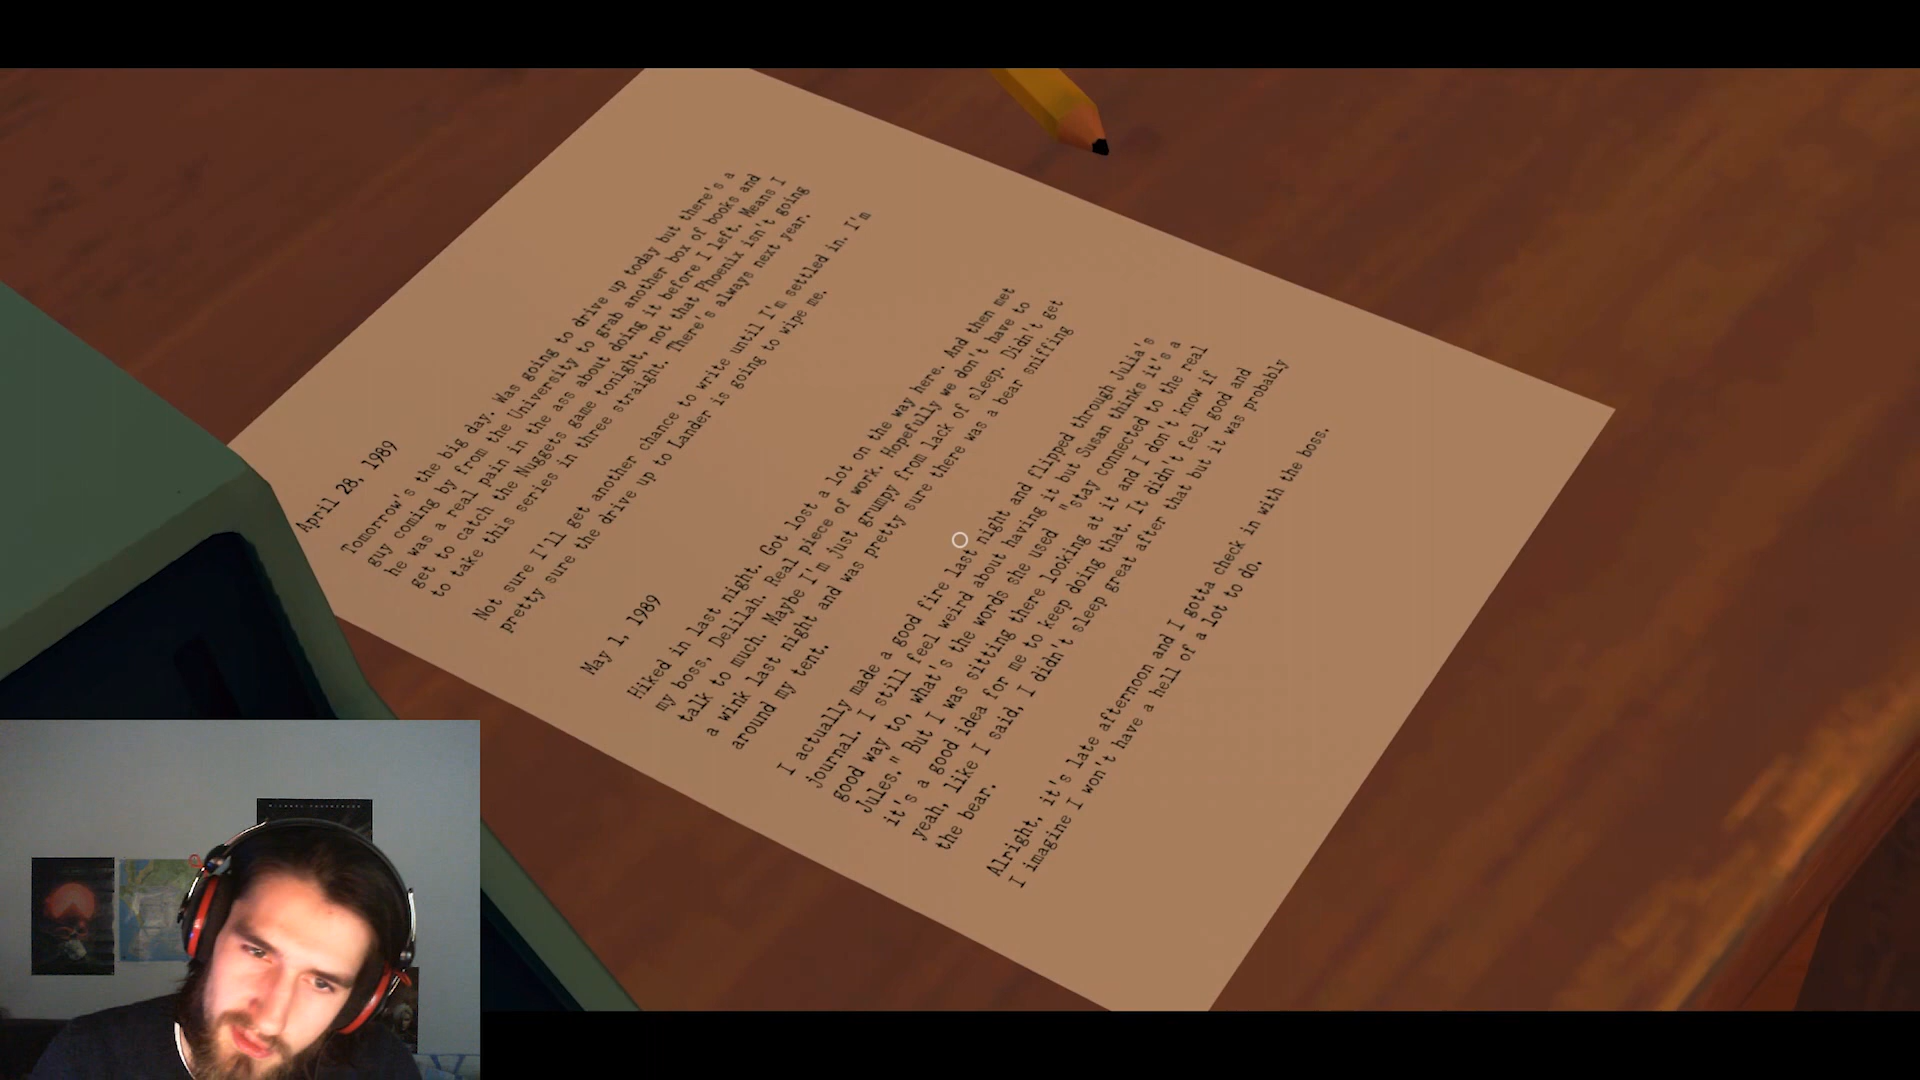 April 28, 1989
Tomorrow's the big day. Was going to drive up today but there's a
guy coming by from the University to grab another box of books and
he was a real pain in the ass about doing it before I left. Means I
get to catch the Nuggets game tonight, not that Phoenix isn't going
to take this series in three straight. There's always next year.
Not sure I'll get another chance to write until I'm settled in. I'm
pretty sure the drive up to Lander is going to wipe me.
May 1, 1989
Hiked in last night. Got lost a lot on the way here. And then met
my boss, Delilah. Real piece of work. Hopefully we don't have to
talk to much. Maybe I'm just grumpy from lack of sleep. Didn't get
a wink last night and was pretty sure there was a bear sniffing
around my tent.
I actually made a good fire last night and flipped through Julia's
journal. I still feel weird about having it but Susan thinks it's a
good way to, what's the words she used "stay connected to the real
Jules." But I was sitting there looking at it and I don't know if
it's a good idea for me to keep doing that. It didn't feel good and
yeah, like I said, I didn't sleep great after that but it was probably
the bear.
Alright, it's late afternoon and I gotta check in with the boss.
I imagine I won't have a hell of a lot to do.